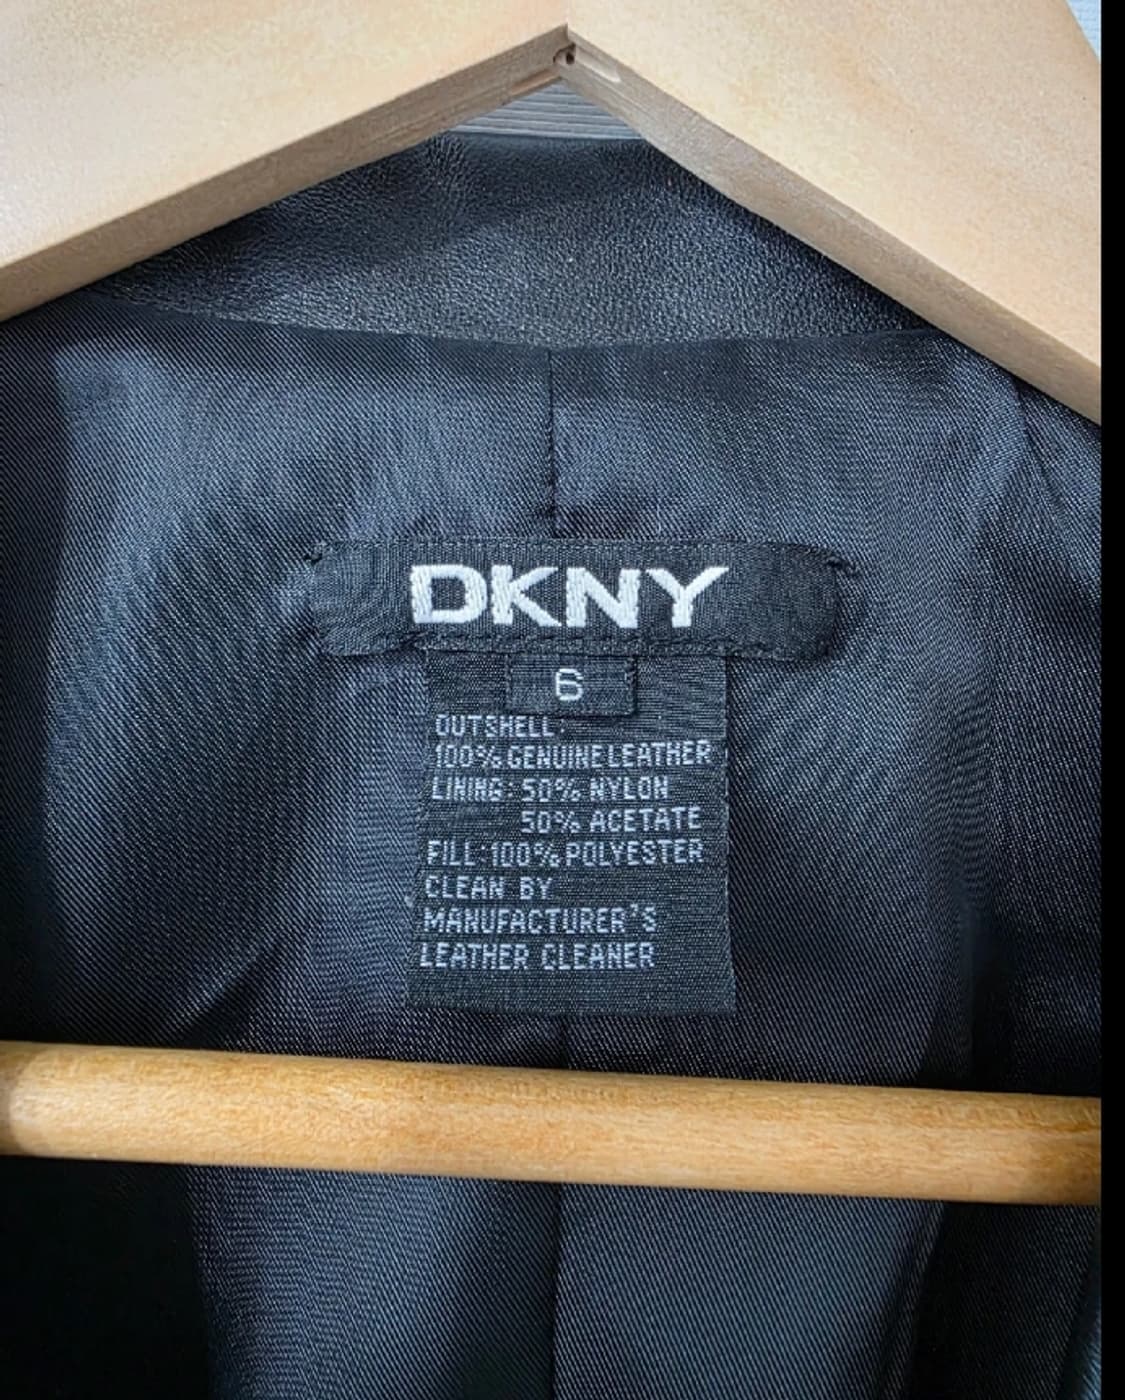 DKNY
6
OUTSHELL:
100% GENUINE LEATHER
LINING: 50% NYLON
50% ACETATE
FILL: 100% POLYESTER
CLEAN BY
MANUFACTURER'S
LEATHER CLEANER